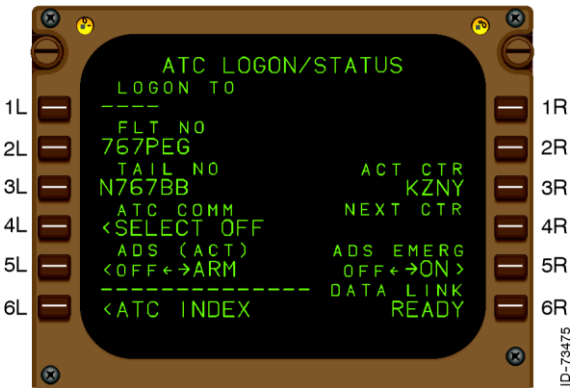 ATC LOGON/STATUS
LOGON TO
1L ---- 1R
FLT NO
2L 767PEG 2R
TAIL NO ACT CTR
3L N767BB KZNY 3R
ATC COMM NEXT CTR
4L <SELECT OFF 4R
ADS (ACT) ADS EMERG
5L <OFF←→ARM OFF←→ON> 5R
--------------- DATA LINK
6L <ATC INDEX READY 6R
ID-73475